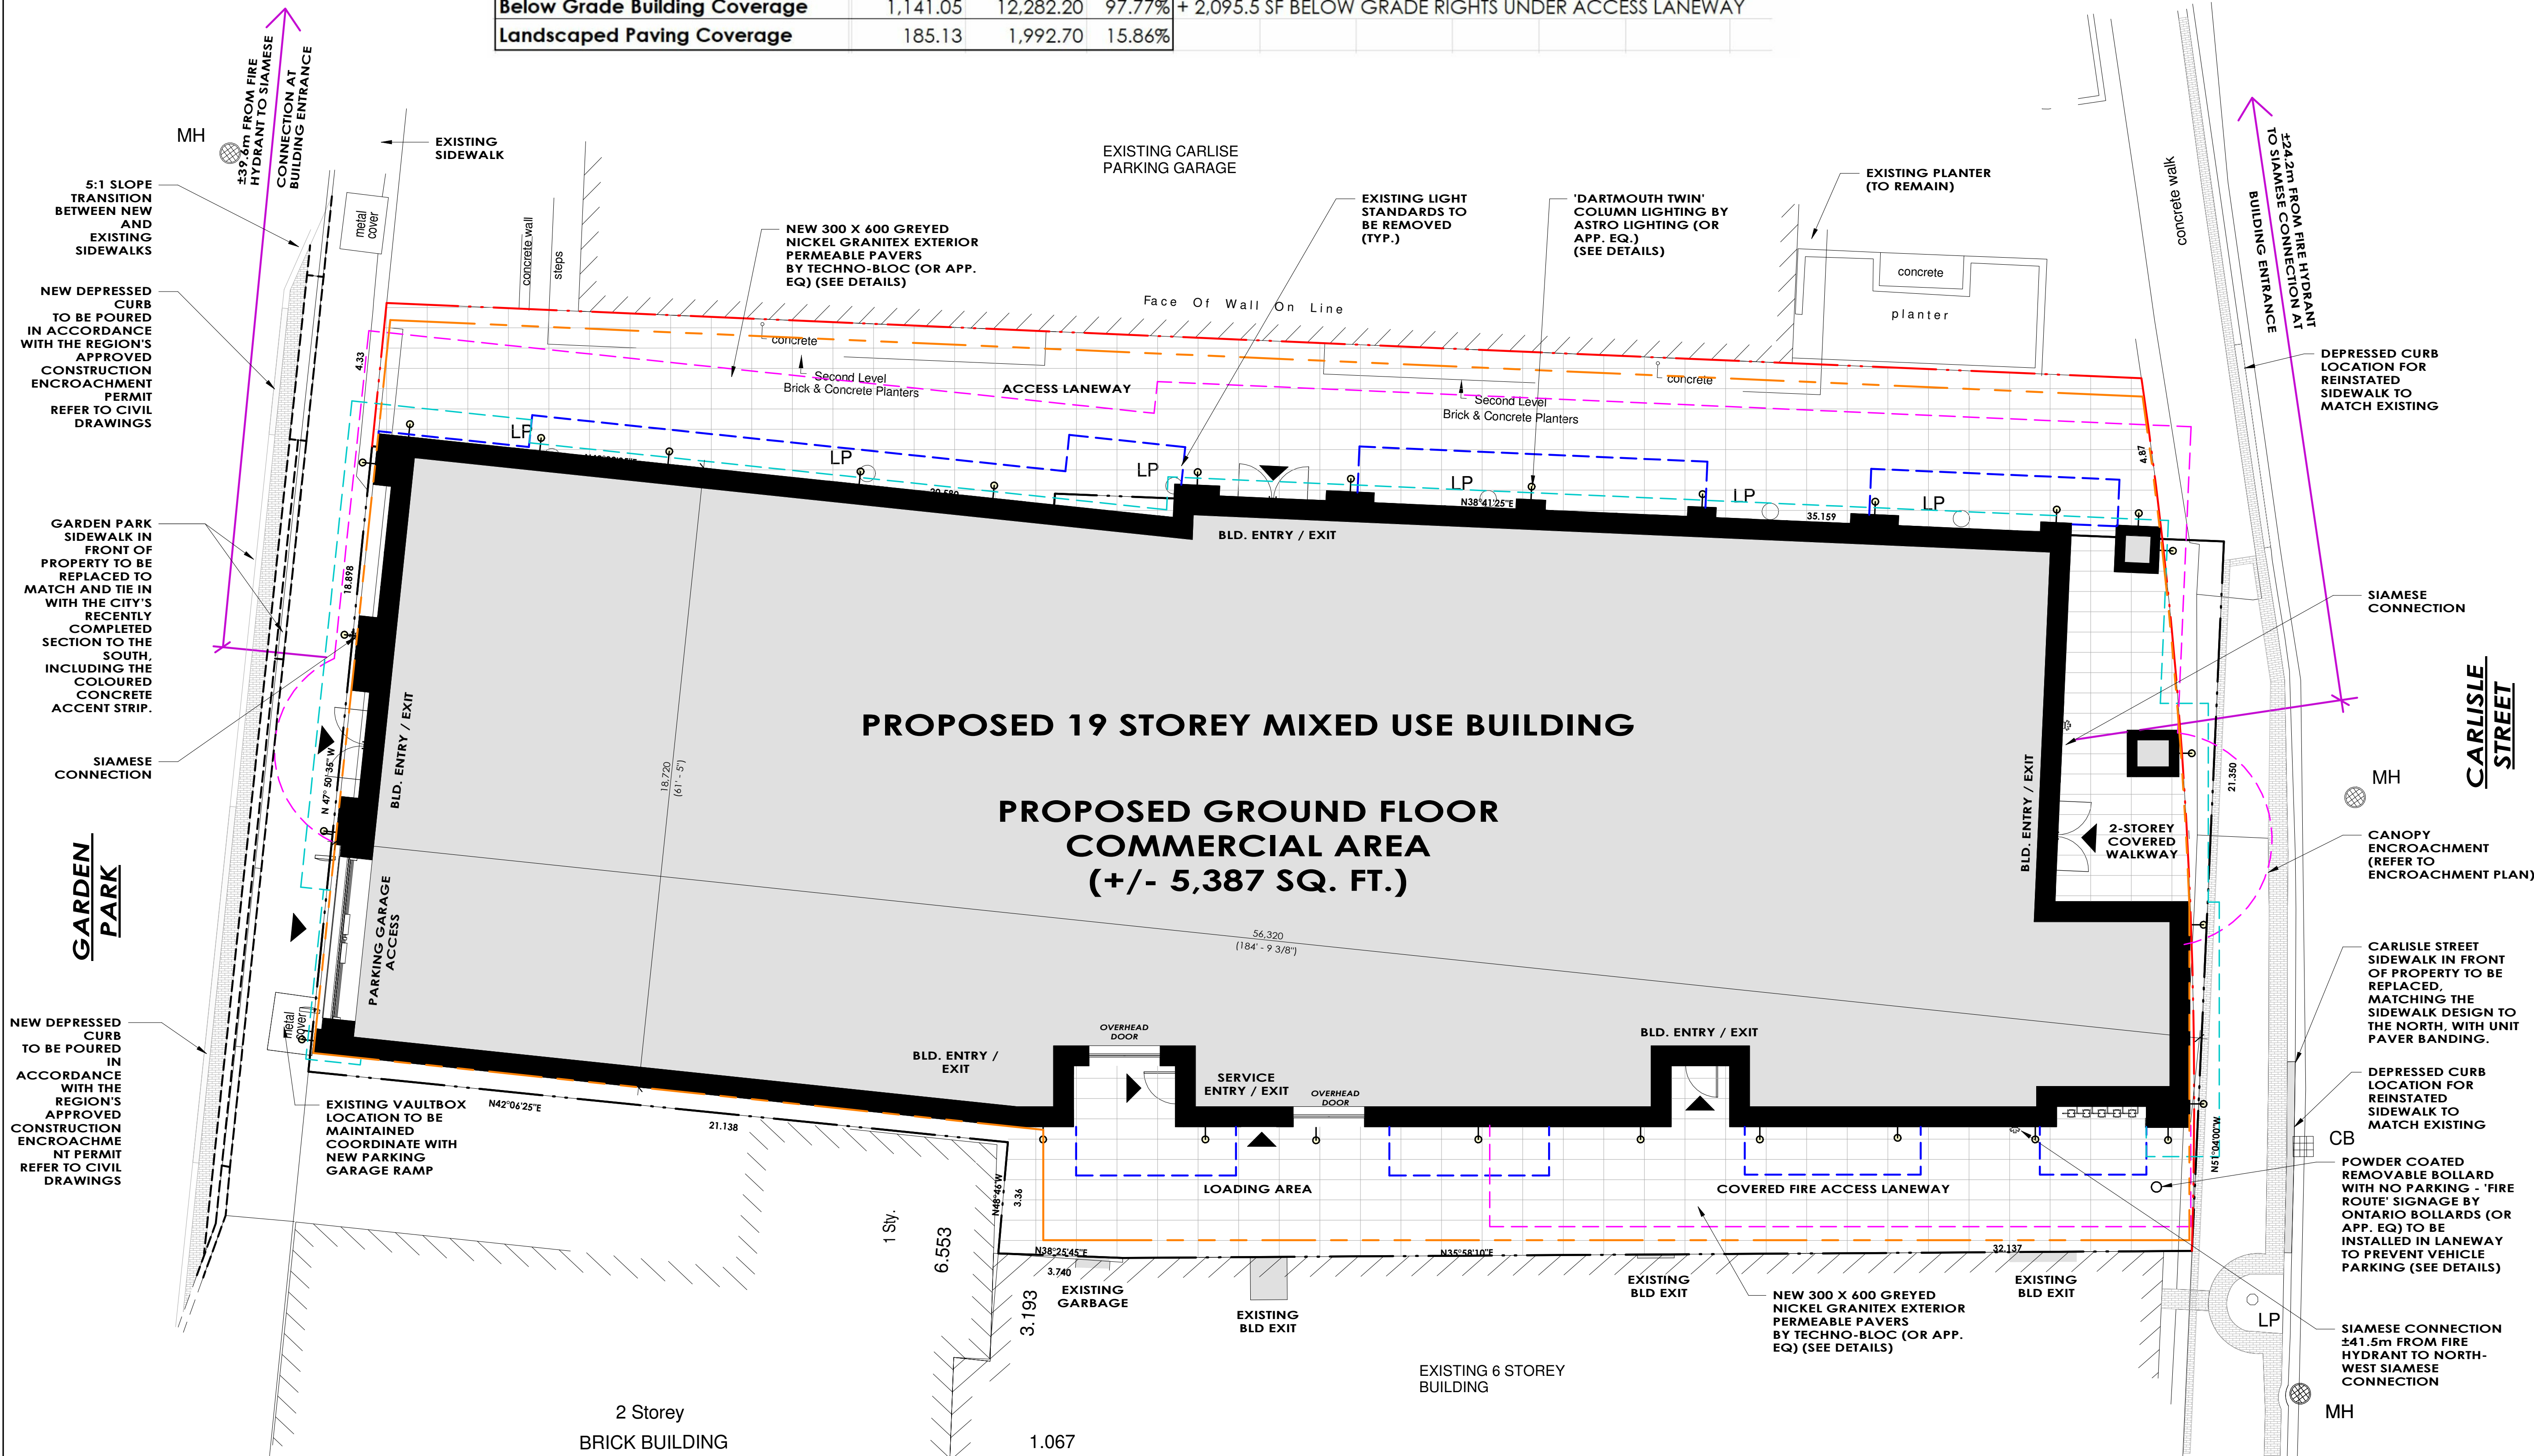 Below Grade Building Coverage 1,141.05 12,282.20 97.77% + 2,095.5 SF BELOW GRADE RIGHTS UNDER ACCESS LANEWAY
Landscaped Paving Coverage 185.13 1,992.70 15.86%
±39.6m FROM FIRE
HYDRANT TO SIAMESE
CONNECTION AT
BUILDING ENTRANCE
MH
EXISTING
SIDEWALK
5:1 SLOPE
TRANSITION
BETWEEN NEW
AND
EXISTING
SIDEWALKS
metal
cover
concrete wall
steps
EXISTING CARLISE
PARKING GARAGE
NEW 300 X 600 GREYED
NICKEL GRANITEX EXTERIOR
PERMEABLE PAVERS
BY TECHNO-BLOC (OR APP.
EQ) (SEE DETAILS)
EXISTING LIGHT
STANDARDS TO
BE REMOVED
(TYP.)
'DARTMOUTH TWIN'
COLUMN LIGHTING BY
ASTRO LIGHTING (OR
APP. EQ.)
(SEE DETAILS)
EXISTING PLANTER
(TO REMAIN)
concrete
planter
concrete walk
±24.2m FROM FIRE HYDRANT
TO SIAMESE CONNECTION AT
BUILDING ENTRANCE
NEW DEPRESSED
CURB
TO BE POURED
IN ACCORDANCE
WITH THE REGION'S
APPROVED
CONSTRUCTION
ENCROACHMENT
PERMIT
REFER TO CIVIL
DRAWINGS
4.33
Face Of Wall On Line
concrete
Second Level
Brick & Concrete Planters
ACCESS LANEWAY
concrete
Second Level
Brick & Concrete Planters
DEPRESSED CURB
LOCATION FOR
REINSTATED
SIDEWALK TO
MATCH EXISTING
LP
LP
LP
LP
LP
LP
4.87
N38°41'25"E
35.159
BLD. ENTRY / EXIT
GARDEN PARK
SIDEWALK IN
FRONT OF
PROPERTY TO BE
REPLACED TO
MATCH AND TIE IN
WITH THE CITY'S
RECENTLY
COMPLETED
SECTION TO THE
SOUTH,
INCLUDING THE
COLOURED
CONCRETE
ACCENT STRIP.
18.898
SIAMESE
CONNECTION
N 47° 50' 35" W
BLD. ENTRY / EXIT
18,720
(61' - 5")
PROPOSED 19 STOREY MIXED USE BUILDING
PROPOSED GROUND FLOOR
COMMERCIAL AREA
(+/- 5,387 SQ. FT.)
56,320
(184' - 9 3/8")
BLD. ENTRY / EXIT
2-STOREY
COVERED
WALKWAY
21.350
SIAMESE
CONNECTION
CARLISLE
STREET
MH
CANOPY
ENCROACHMENT
(REFER TO
ENCROACHMENT PLAN)
GARDEN
PARK
PARKING GARAGE
ACCESS
metal
cover
NEW DEPRESSED
CURB
TO BE POURED
IN
ACCORDANCE
WITH THE
REGION'S
APPROVED
CONSTRUCTION
ENCROACHME
NT PERMIT
REFER TO CIVIL
DRAWINGS
EXISTING VAULTBOX
LOCATION TO BE
MAINTAINED
COORDINATE WITH
NEW PARKING
GARAGE RAMP
N42°06'25"E
21.138
BLD. ENTRY /
EXIT
OVERHEAD
DOOR
SERVICE
ENTRY / EXIT
OVERHEAD
DOOR
BLD. ENTRY / EXIT
CARLISLE STREET
SIDEWALK IN FRONT
OF PROPERTY TO BE
REPLACED,
MATCHING THE
SIDEWALK DESIGN TO
THE NORTH, WITH UNIT
PAVER BANDING.
DEPRESSED CURB
LOCATION FOR
REINSTATED
SIDEWALK TO
MATCH EXISTING
CB
N51°04'00"W
POWDER COATED
REMOVABLE BOLLARD
WITH NO PARKING - 'FIRE
ROUTE' SIGNAGE BY
ONTARIO BOLLARDS (OR
APP. EQ) TO BE
INSTALLED IN LANEWAY
TO PREVENT VEHICLE
PARKING (SEE DETAILS)
LOADING AREA
COVERED FIRE ACCESS LANEWAY
N48°46'W
3.36
1 Sty.
6.553
N38°25'45"E
3.740
N35°58'10"E
32.137
3.193
EXISTING
GARBAGE
EXISTING
BLD EXIT
EXISTING
BLD EXIT
EXISTING
BLD EXIT
NEW 300 X 600 GREYED
NICKEL GRANITEX EXTERIOR
PERMEABLE PAVERS
BY TECHNO-BLOC (OR APP.
EQ) (SEE DETAILS)
LP
SIAMESE CONNECTION
±41.5m FROM FIRE
HYDRANT TO NORTH-
WEST SIAMESE
CONNECTION
MH
EXISTING 6 STOREY
BUILDING
2 Storey
BRICK BUILDING
1.067